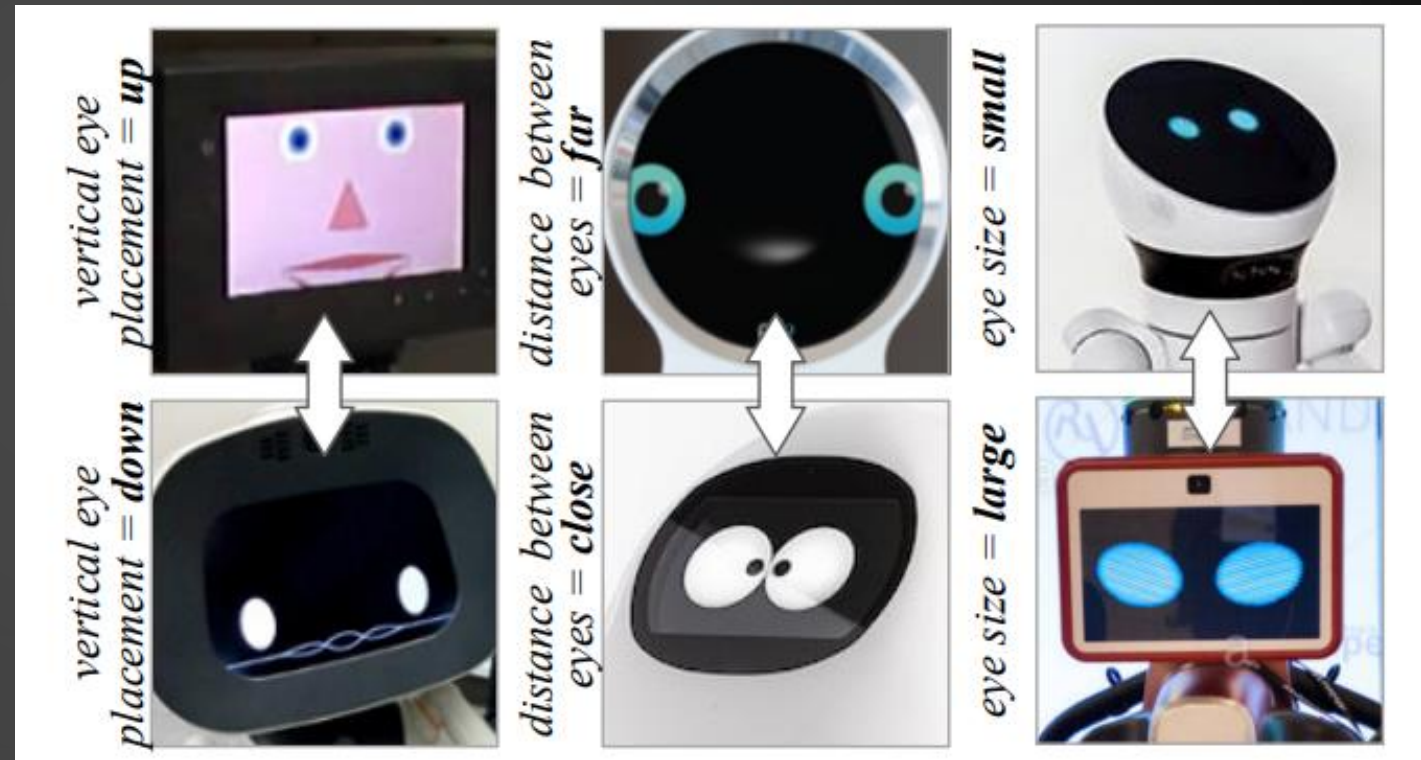 vertical eye
placement = up
distance between
eyes = far
eye size = small
vertical eye
placement = down
distance between
eyes = close
eye size = large